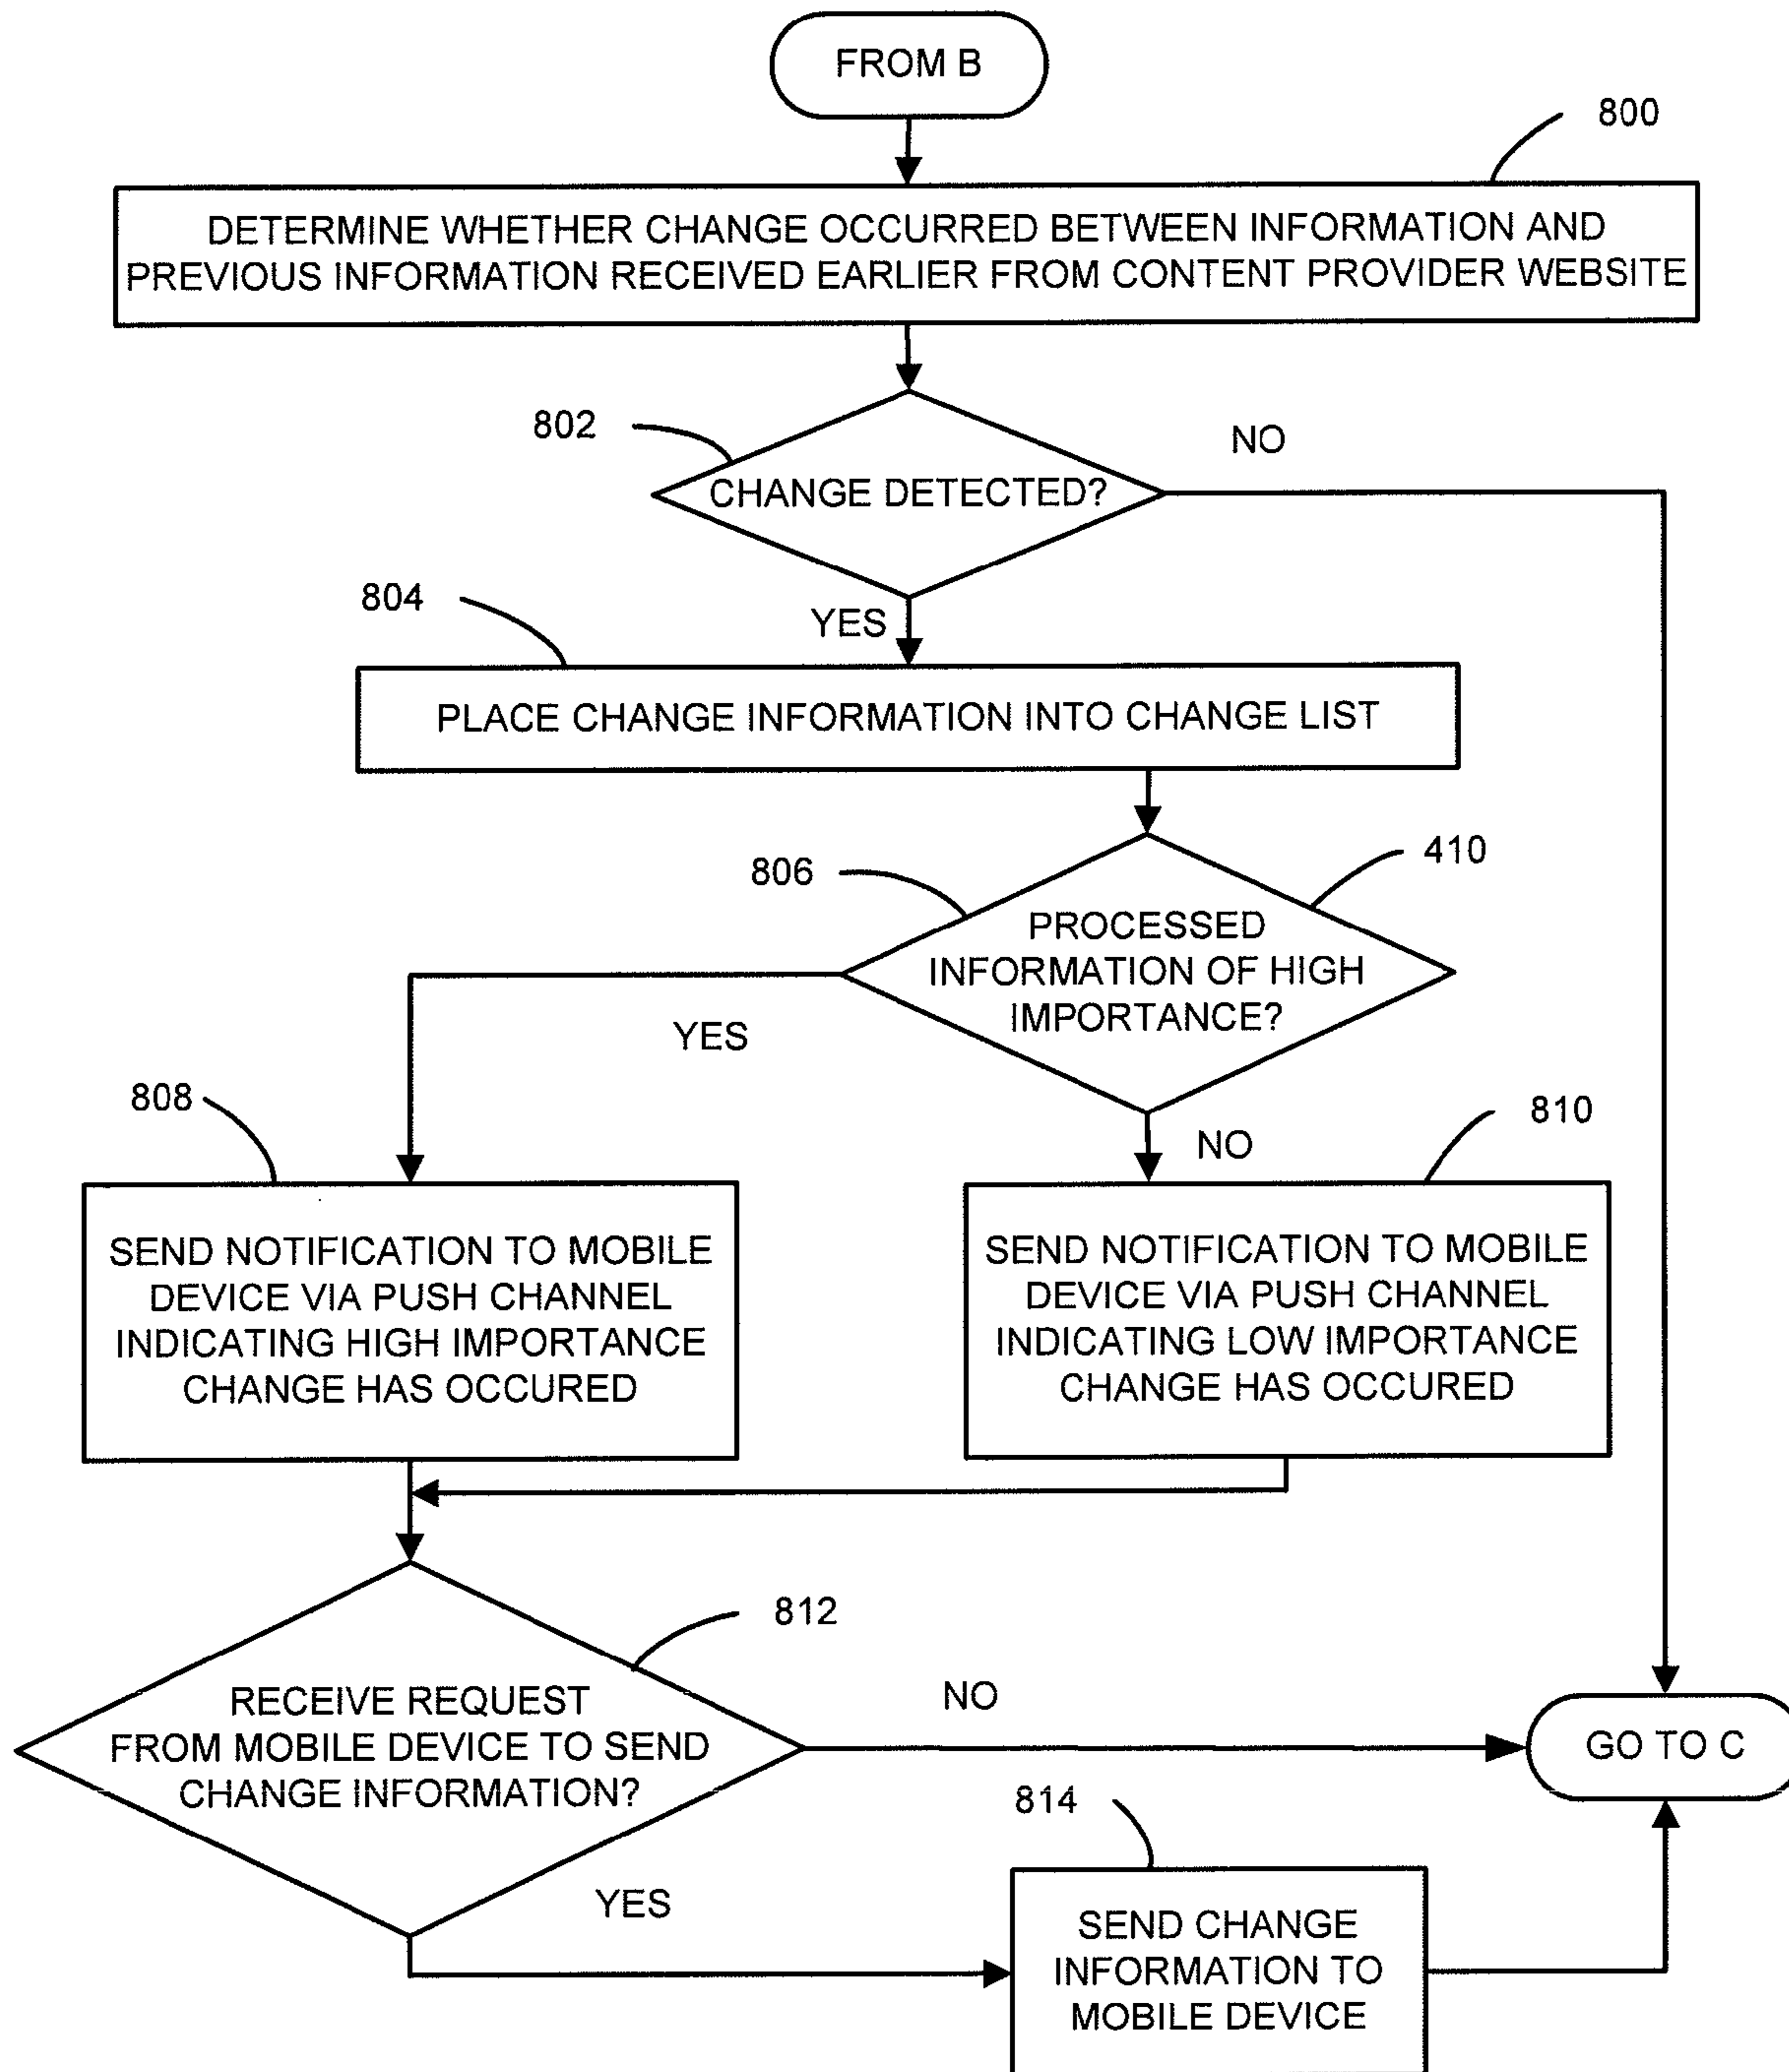 FROM B
800
DETERMINE WHETHER CHANGE OCCURRED BETWEEN INFORMATION AND
PREVIOUS INFORMATION RECEIVED EARLIER FROM CONTENT PROVIDER WEBSITE
802
NO
CHANGE DETECTED?
804
YES
PLACE CHANGE INFORMATION INTO CHANGE LIST
806
410
PROCESSED
INFORMATION OF HIGH
IMPORTANCE?
YES
808
NO
810
SEND NOTIFICATION TO MOBILE
DEVICE VIA PUSH CHANNEL
INDICATING HIGH IMPORTANCE
CHANGE HAS OCCURED
SEND NOTIFICATION TO MOBILE
DEVICE VIA PUSH CHANNEL
INDICATING LOW IMPORTANCE
CHANGE HAS OCCURED
812
RECEIVE REQUEST
FROM MOBILE DEVICE TO SEND
CHANGE INFORMATION?
NO
GO TO C
814
YES
SEND CHANGE
INFORMATION TO
MOBILE DEVICE